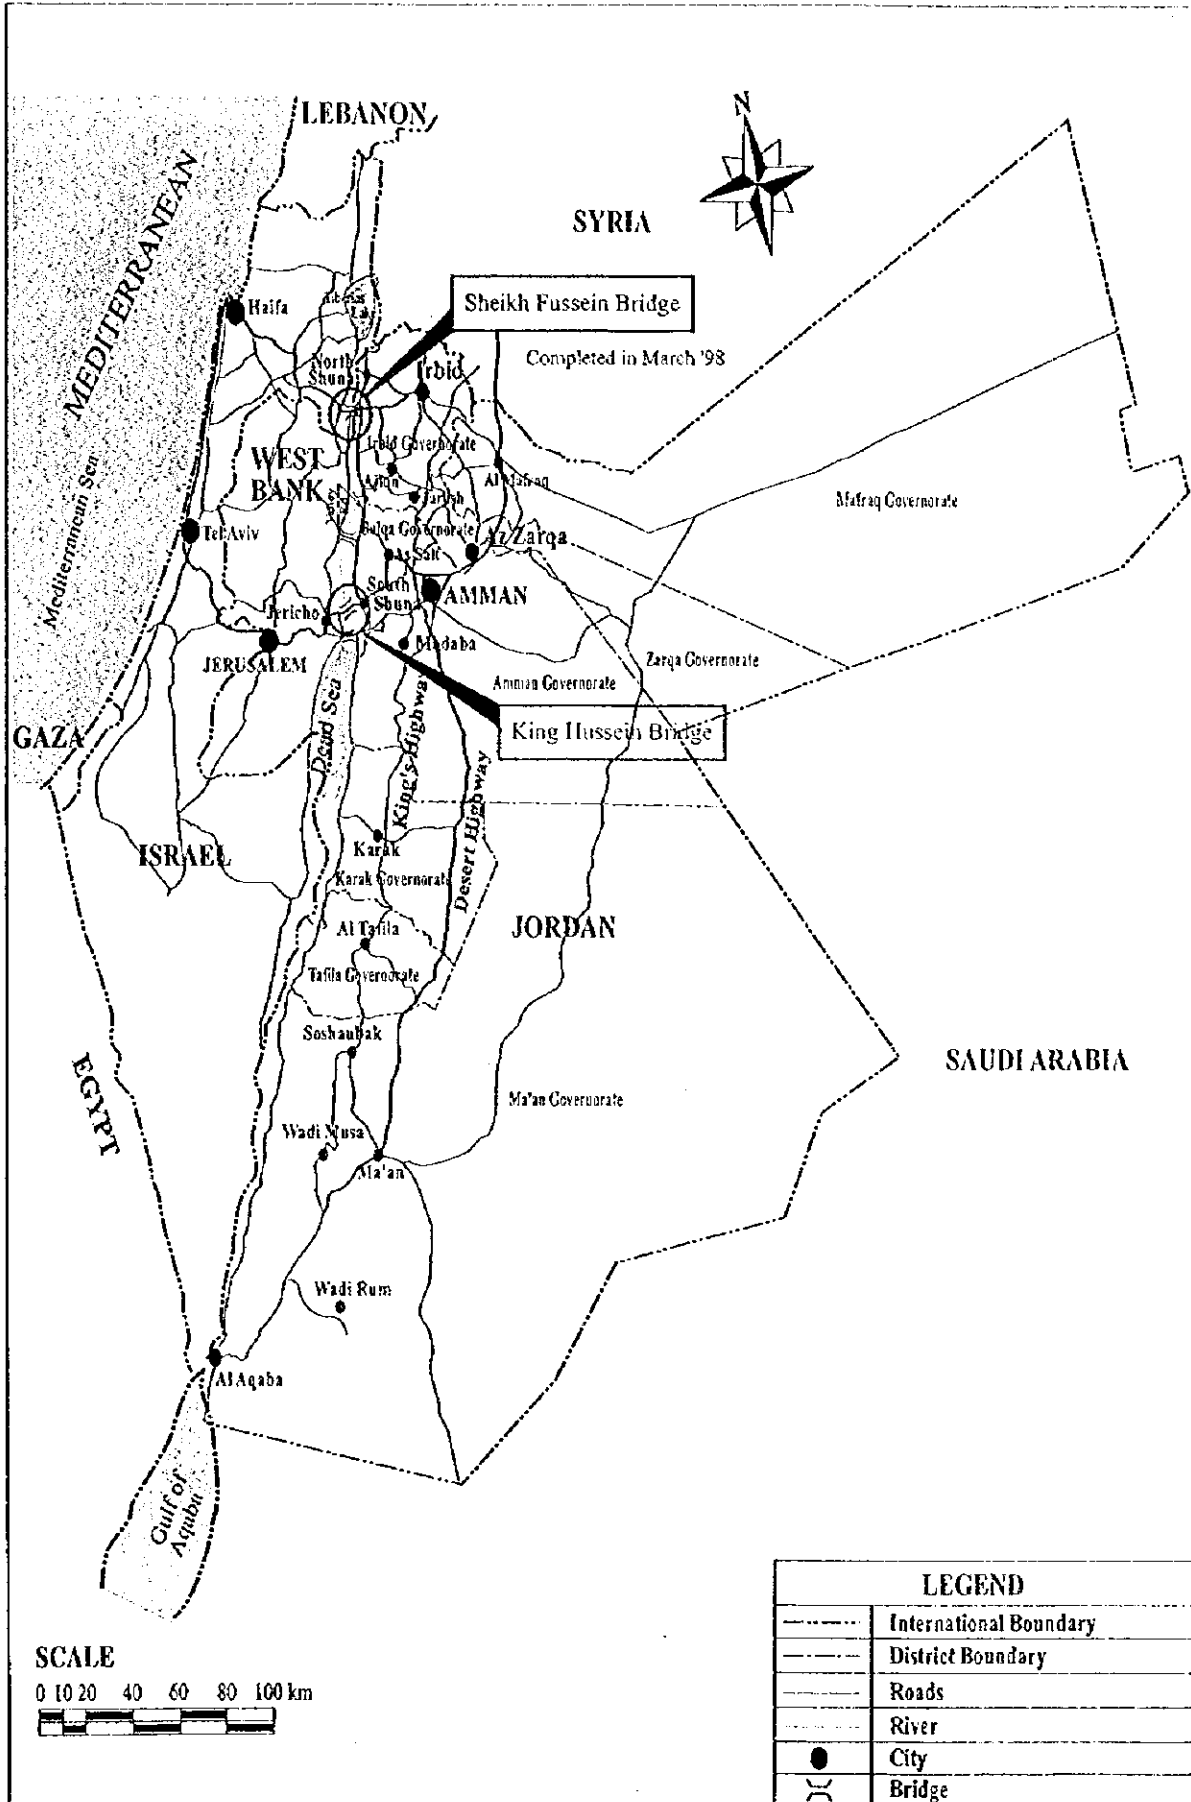 LEBANON
N
MEDITERRANEAN
SYRIA
Sheikh Fussein Bridge
Haifa
Completed in March '98
North
Shuna
Irbid
Irbid Governorate
WEST
BANK
Ajlun
Jarash
Al Mafraq
Mafraq Governorate
Mediterranean Sea
Tel Aviv
Balqa Governorate
Az Zarqa
As Salt
South
Shuna
AMMAN
Jericho
Madaba
JERUSALEM
Zarqa Governorate
Amman Governorate
King Hussein Bridge
GAZA
Dead Sea
King's Highway
Desert Highway
ISRAEL
Karak
Karak Governorate
JORDAN
Al Tafila
Tafila Governorate
Soshaubak
SAUDI ARABIA
EGYPT
Ma'an Governorate
Wadi Musa
Ma'an
Wadi Rum
Al Aqaba
Gulf of
Aqaba
SCALE
0 10 20 40 60 80 100 km
LEGEND
International Boundary
District Boundary
Roads
River
City
Bridge